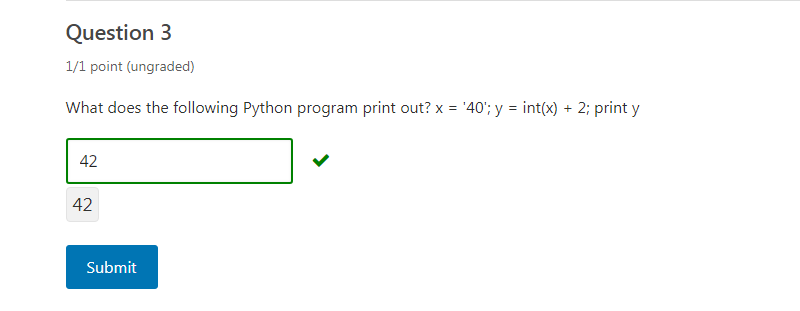 Question 3
1/1 point (ungraded)
What does the following Python program print out? x = '40'; y = int(x) + 2; print y
42
42
Submit